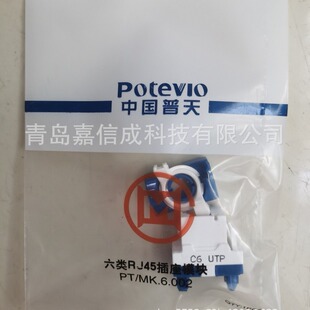 Potevio
中国普天
青岛嘉信成科技有限公司
C6 UTP
六类RJ45插座模块
PT/MK.6.002